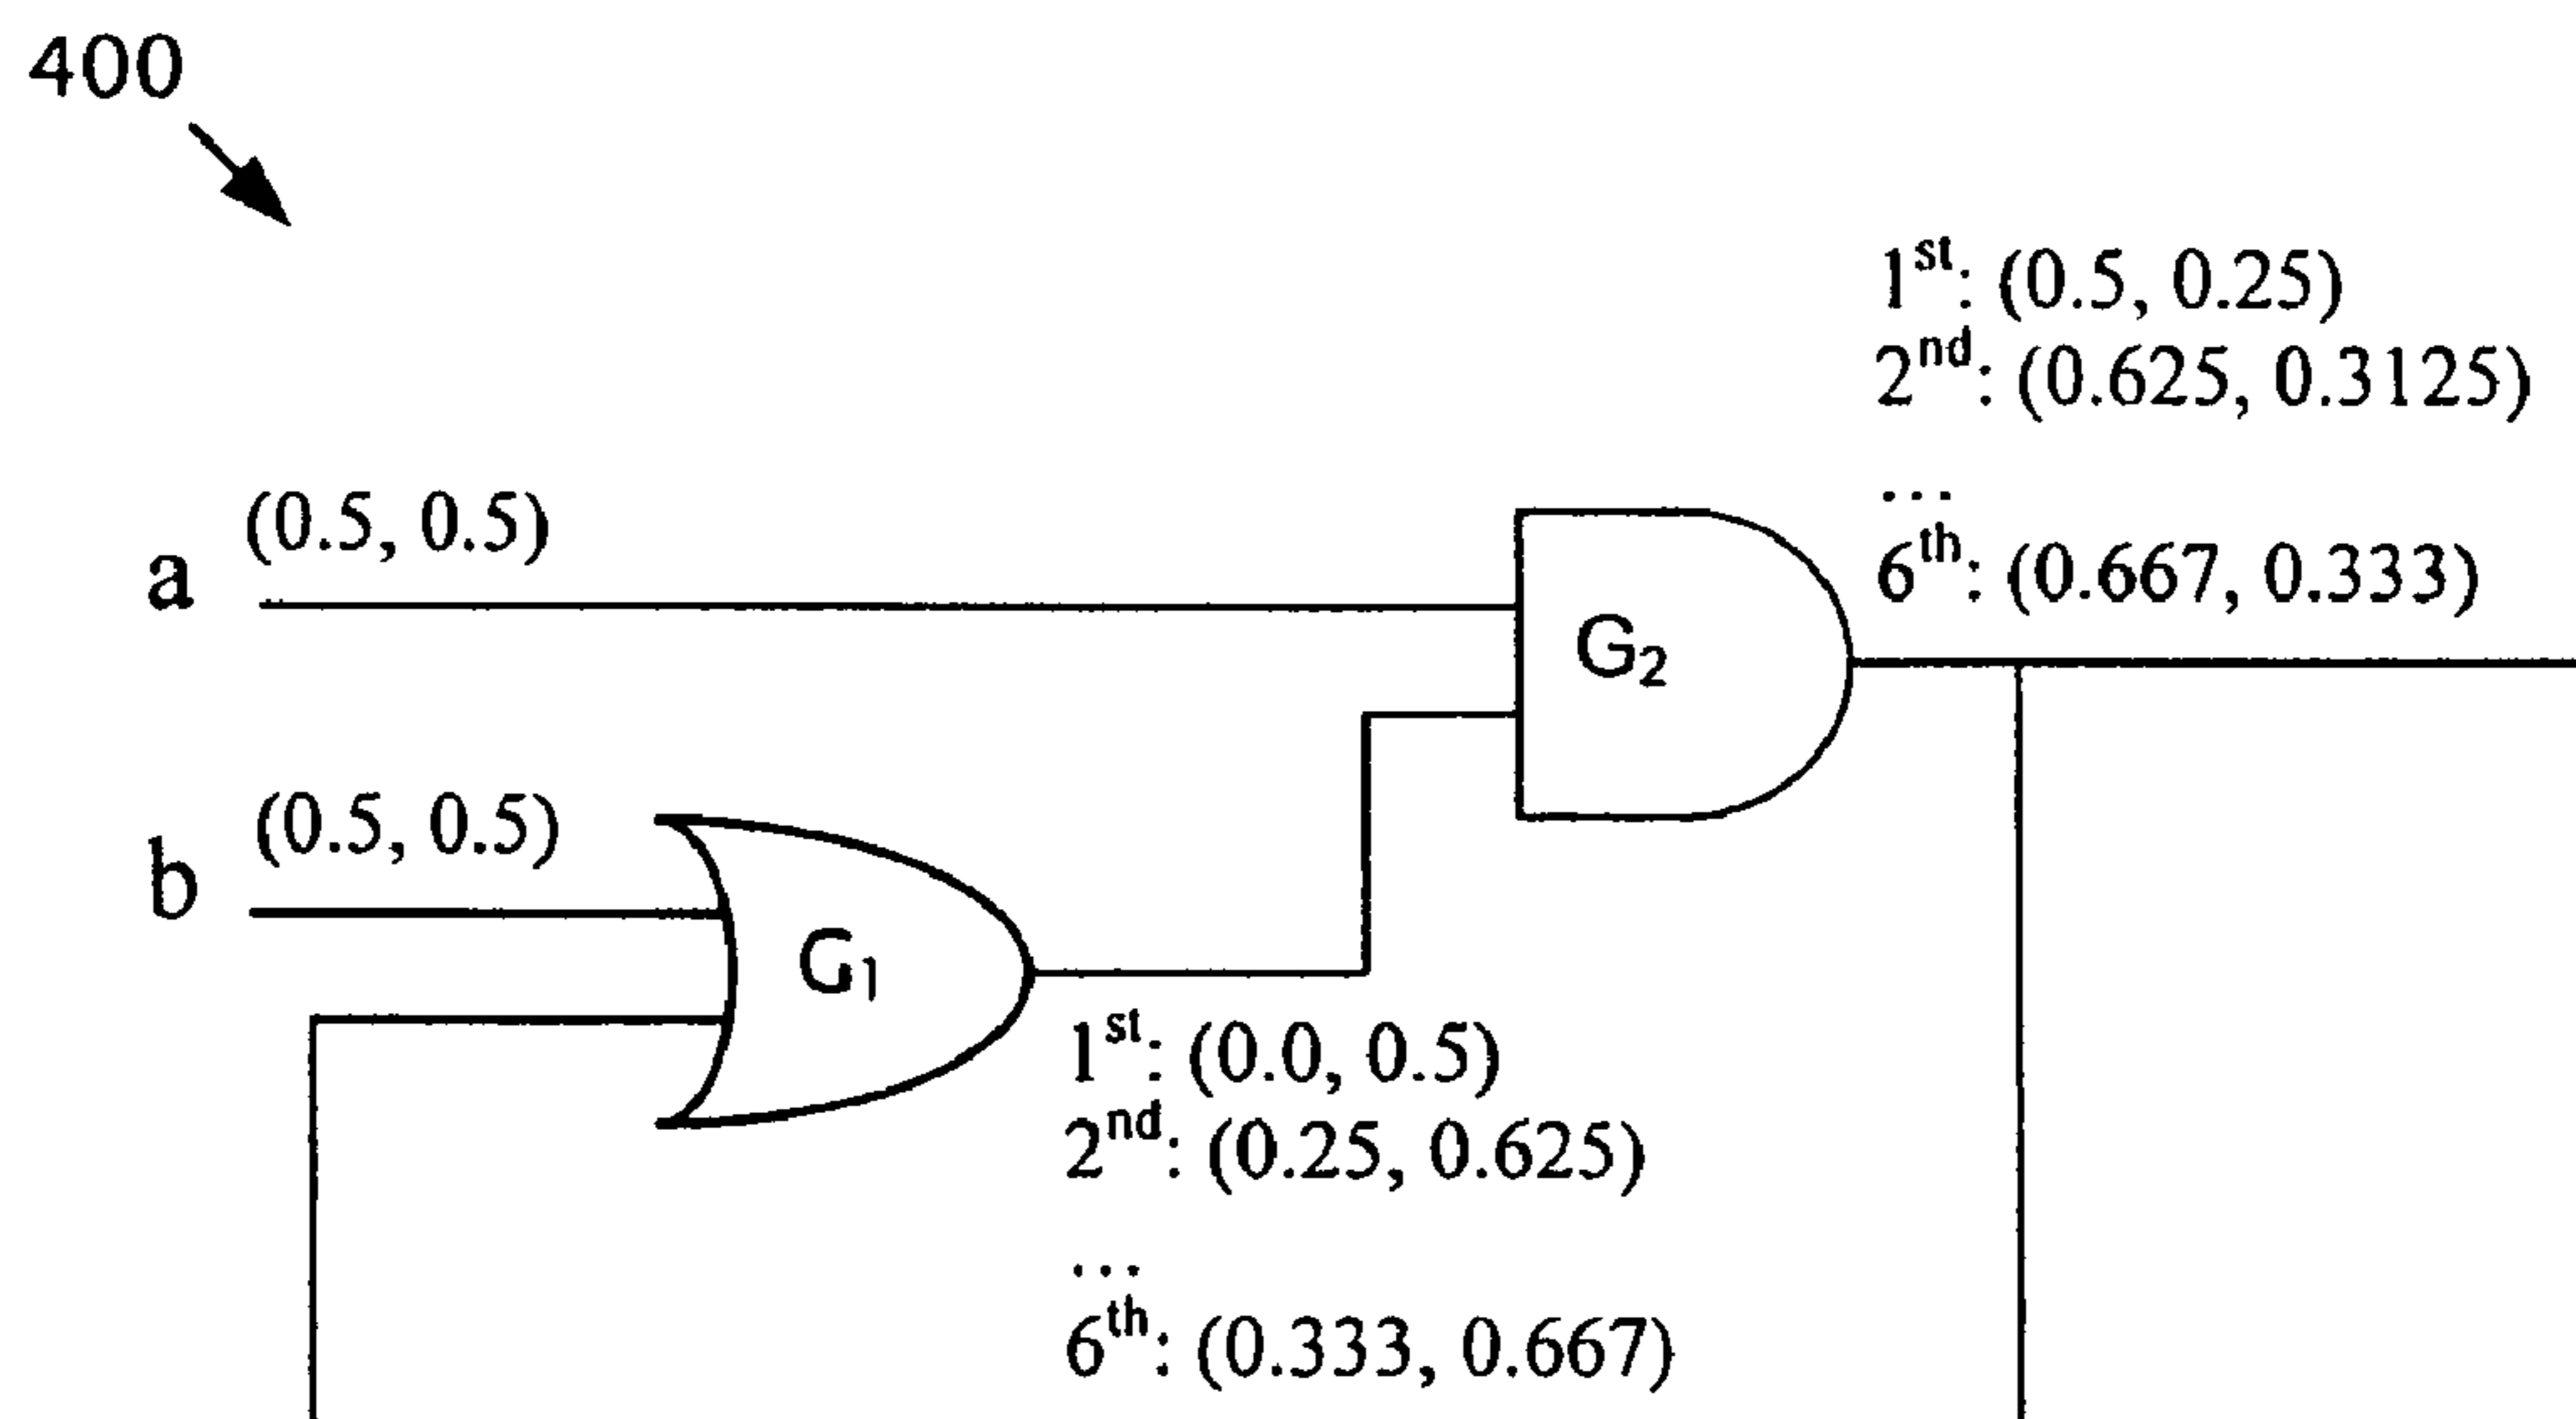 400
1st: (0.5, 0.25)
2nd: (0.625, 0.3125)
...
6th: (0.667, 0.333)
(0.5, 0.5)
a
G2
(0.5, 0.5)
b
G1
1st: (0.0, 0.5)
2nd: (0.25, 0.625)
...
6th: (0.333, 0.667)